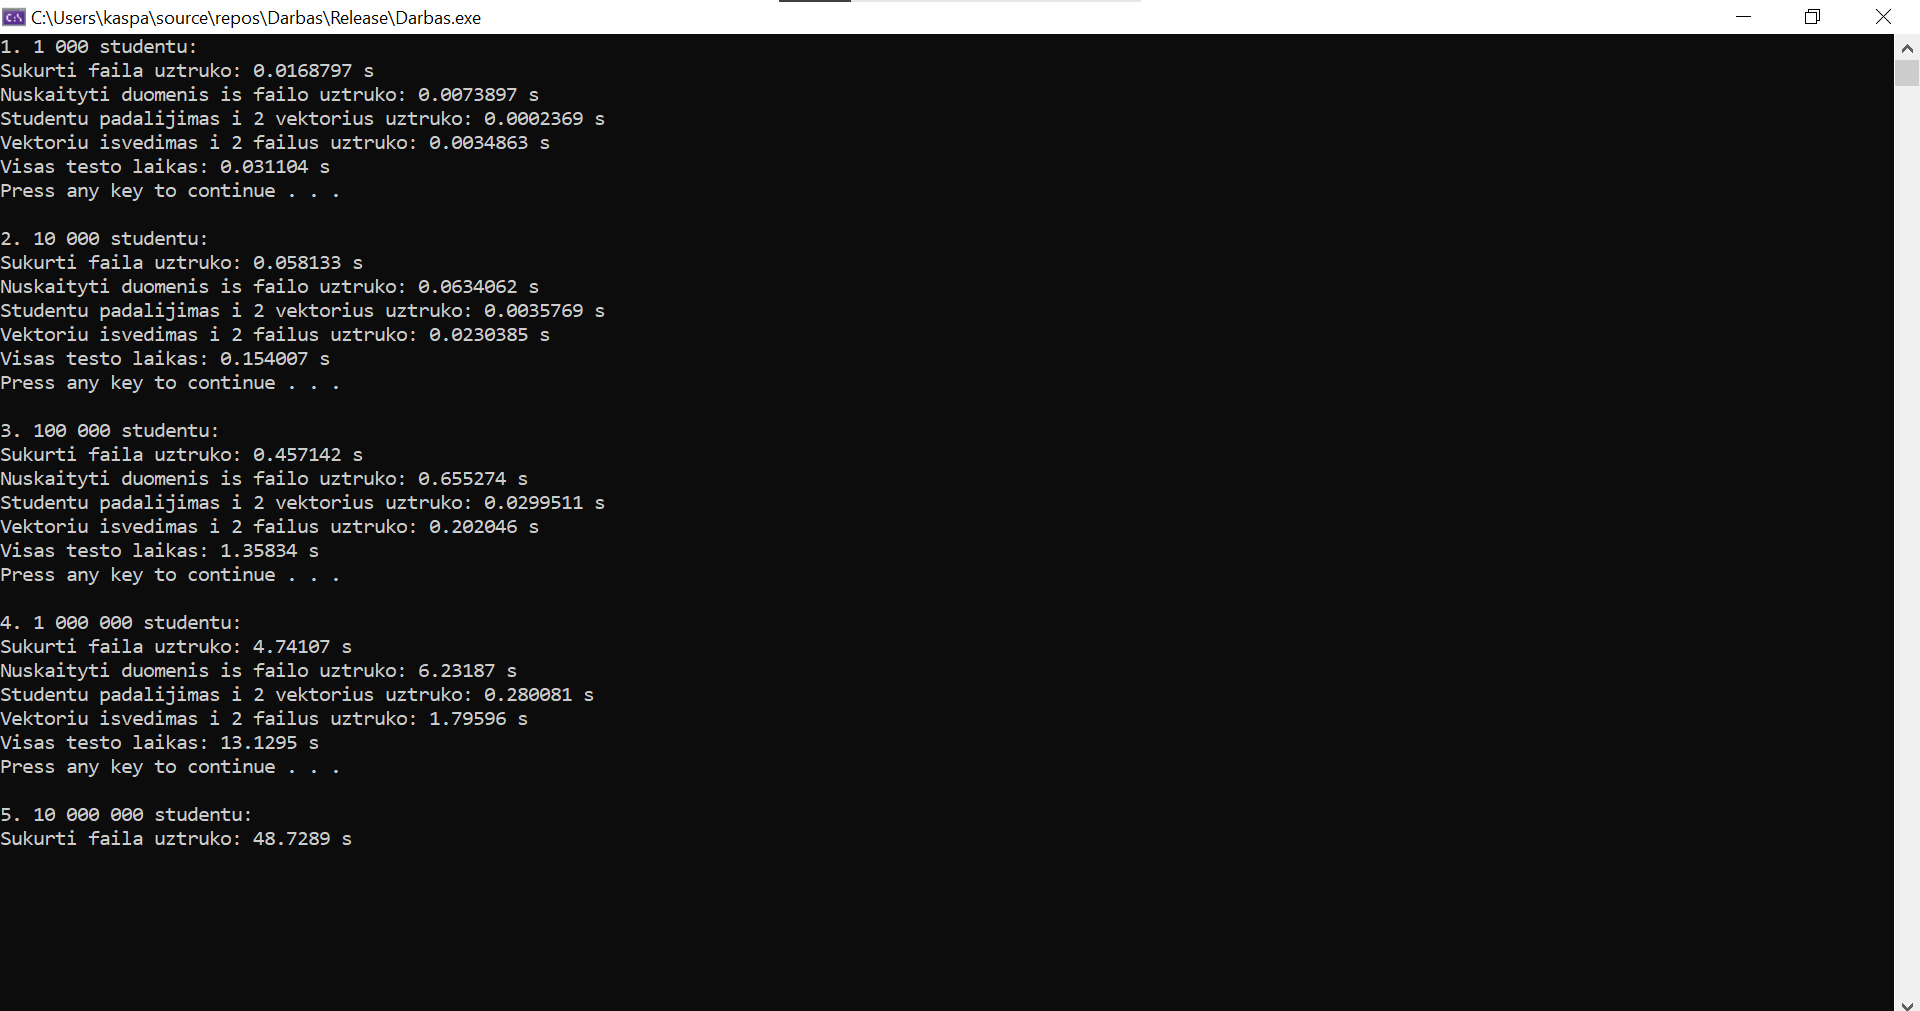 C:\Users\kaspa\source\repos\Darbas\Release\Darbas.exe
1. 1 000 studentu:
Sukurti faila uztruko: 0.0168797 s
Nuskaityti duomenis is failo uztruko: 0.0073897 s
Studentu padalijimas i 2 vektorius uztruko: 0.0002369 s
Vektoriu isvedimas i 2 failus uztruko: 0.0034863 s
Visas testo laikas: 0.031104 s
Press any key to continue . . .
2. 10 000 studentu:
Sukurti faila uztruko: 0.058133 s
Nuskaityti duomenis is failo uztruko: 0.0634062 s
Studentu padalijimas i 2 vektorius uztruko: 0.0035769 s
Vektoriu isvedimas i 2 failus uztruko: 0.0230385 s
Visas testo laikas: 0.154007 s
Press any key to continue . . .
3. 100 000 studentu:
Sukurti faila uztruko: 0.457142 s
Nuskaityti duomenis is failo uztruko: 0.655274 s
Studentu padalijimas i 2 vektorius uztruko: 0.0299511 s
Vektoriu isvedimas i 2 failus uztruko: 0.202046 s
Visas testo laikas: 1.35834 s
Press any key to continue . . .
4. 1 000 000 studentu:
Sukurti faila uztruko: 4.74107 s
Nuskaityti duomenis is failo uztruko: 6.23187 s
Studentu padalijimas i 2 vektorius uztruko: 0.280081 s
Vektoriu isvedimas i 2 failus uztruko: 1.79596 s
Visas testo laikas: 13.1295 s
Press any key to continue . . .
5. 10 000 000 studentu:
Sukurti faila uztruko: 48.7289 s